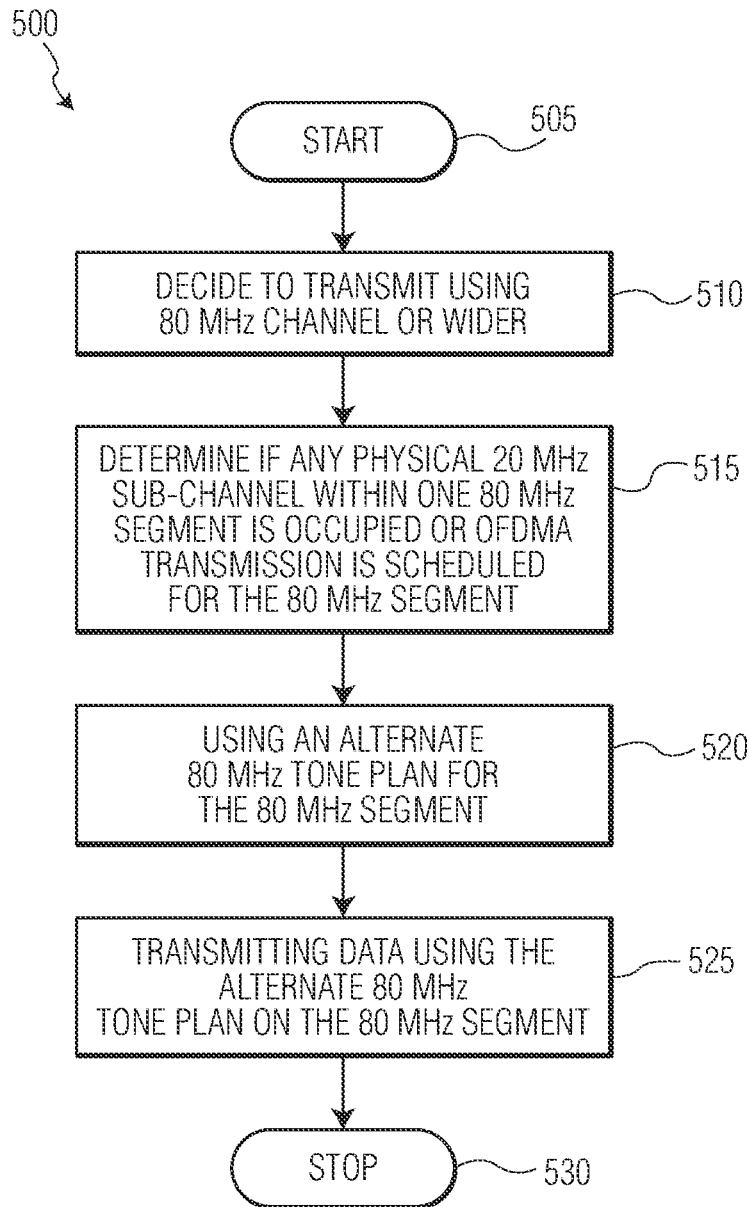 500
START
505
DECIDE TO TRANSMIT USING
80 MHz CHANNEL OR WIDER
510
DETERMINE IF ANY PHYSICAL 20 MHz
SUB-CHANNEL WITHIN ONE 80 MHz
SEGMENT IS OCCUPIED OR OFDMA
TRANSMISSION IS SCHEDULED
FOR THE 80 MHz SEGMENT
515
USING AN ALTERNATE
80 MHz TONE PLAN FOR
THE 80 MHz SEGMENT
520
TRANSMITTING DATA USING THE
ALTERNATE 80 MHz
TONE PLAN ON THE 80 MHz SEGMENT
525
STOP
530